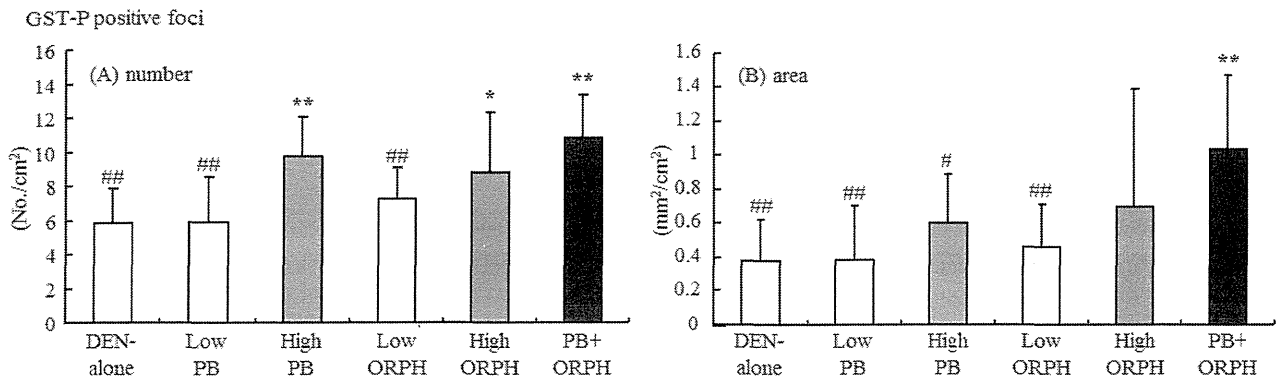 GST-P positive foci
(A) number
(No./cm²)
16
14
12
10
8
6
4
2
0
##
##
**
##
*
**
DEN-alone
Low PB
High PB
Low ORPH
High ORPH
PB+ ORPH
(B) area
(mm²/cm²)
1.6
1.4
1.2
1
0.8
0.6
0.4
0.2
0
##
##
#
##
**
DEN-alone
Low PB
High PB
Low ORPH
High ORPH
PB+ ORPH